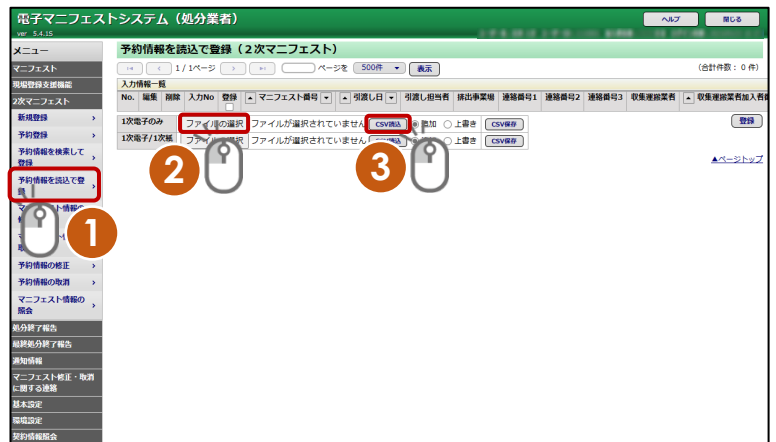 電子マニフェストシステム（処分業者）
ver 5.4.15
ヘルプ
閉じる
メニュー
マニフェスト
現場登録支援機能
2次マニフェスト
新規登録
予約登録
予約情報を検索して登録
予約情報を読込で登録
マニフェスト情報の
予約情報の修正
予約情報の取消
マニフェスト情報の照会
処分終了報告
最終処分終了報告
通知情報
マニフェスト修正・取消に関する連絡
基本設定
環境設定
契約情報照会
予約情報を読込で登録（２次マニフェスト）
1 / 1ページ
ページを 500件 表示
（合計件数： 0 件）
入力情報一覧
No. 編集 削除 入力No 登録 マニフェスト番号 引渡し日 引渡し担当者 排出事業場 連絡番号1 連絡番号2 連絡番号3 収集運搬業者 収集運搬業者加入者番
1次電子のみ ファイルの選択 ファイルが選択されていません CSV読込 追加 上書き CSV保存
登録
1次電子/1次紙 ファイルの選択 ファイルが選択されていません CSV読込 上書き CSV保存
▲ページトップ
1
2
3